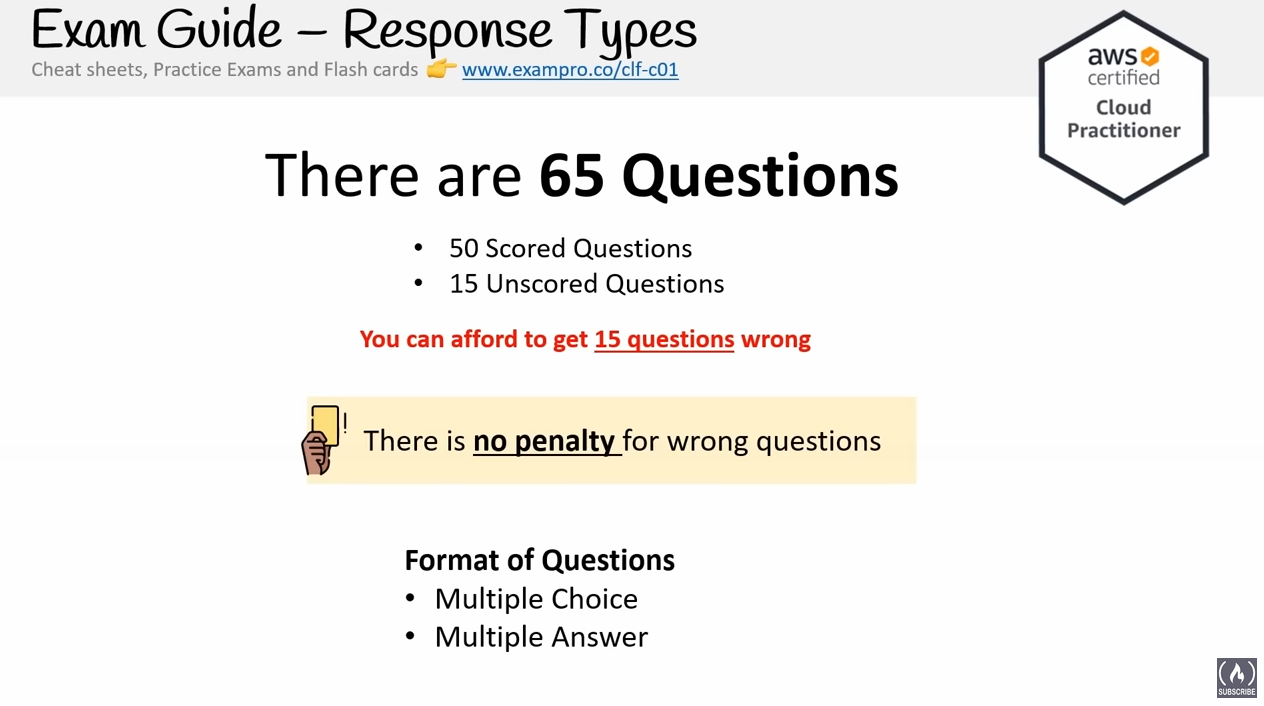 Exam Guide – Response Types
Cheat sheets, Practice Exams and Flash cards 👉 www.exampro.co/clf-c01
aws
certified
Cloud
Practitioner
There are 65 Questions
• 50 Scored Questions
• 15 Unscored Questions
You can afford to get 15 questions wrong
There is no penalty for wrong questions
Format of Questions
• Multiple Choice
• Multiple Answer
SUBSCRIBE